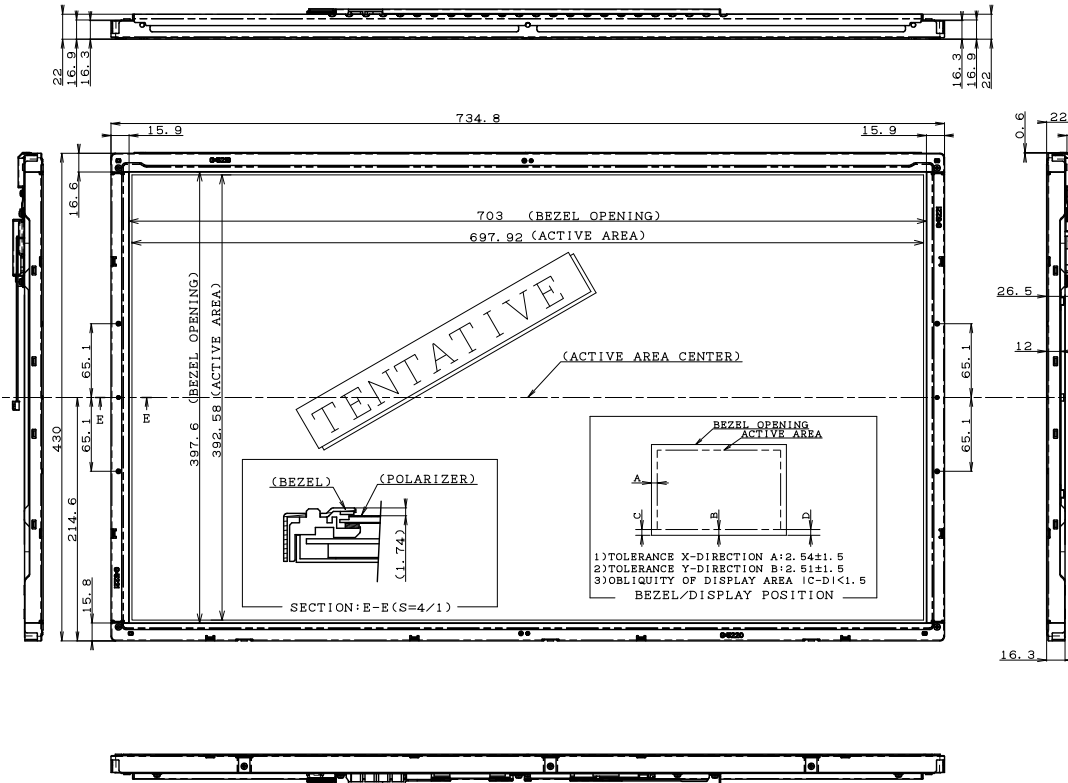 22
16.9
16.3
16.3
16.9
22
734.8
15.9
15.9
0.6
22
16.6
703 (BEZEL OPENING)
697.92 (ACTIVE AREA)
397.6 (BEZEL OPENING)
392.58 (ACTIVE AREA)
TENTATIVE
(ACTIVE AREA CENTER)
26.5
12
65.1
65.1
65.1
65.1
E
E
430
214.6
15.8
(BEZEL)
(POLARIZER)
(1.74)
SECTION:E-E(S=4/1)
BEZEL OPENING
ACTIVE AREA
A
C
B
D
1)TOLERANCE X-DIRECTION A:2.54±1.5
2)TOLERANCE Y-DIRECTION B:2.51±1.5
3)OBLIQUITY OF DISPLAY AREA |C-D|<1.5
BEZEL/DISPLAY POSITION
16.3